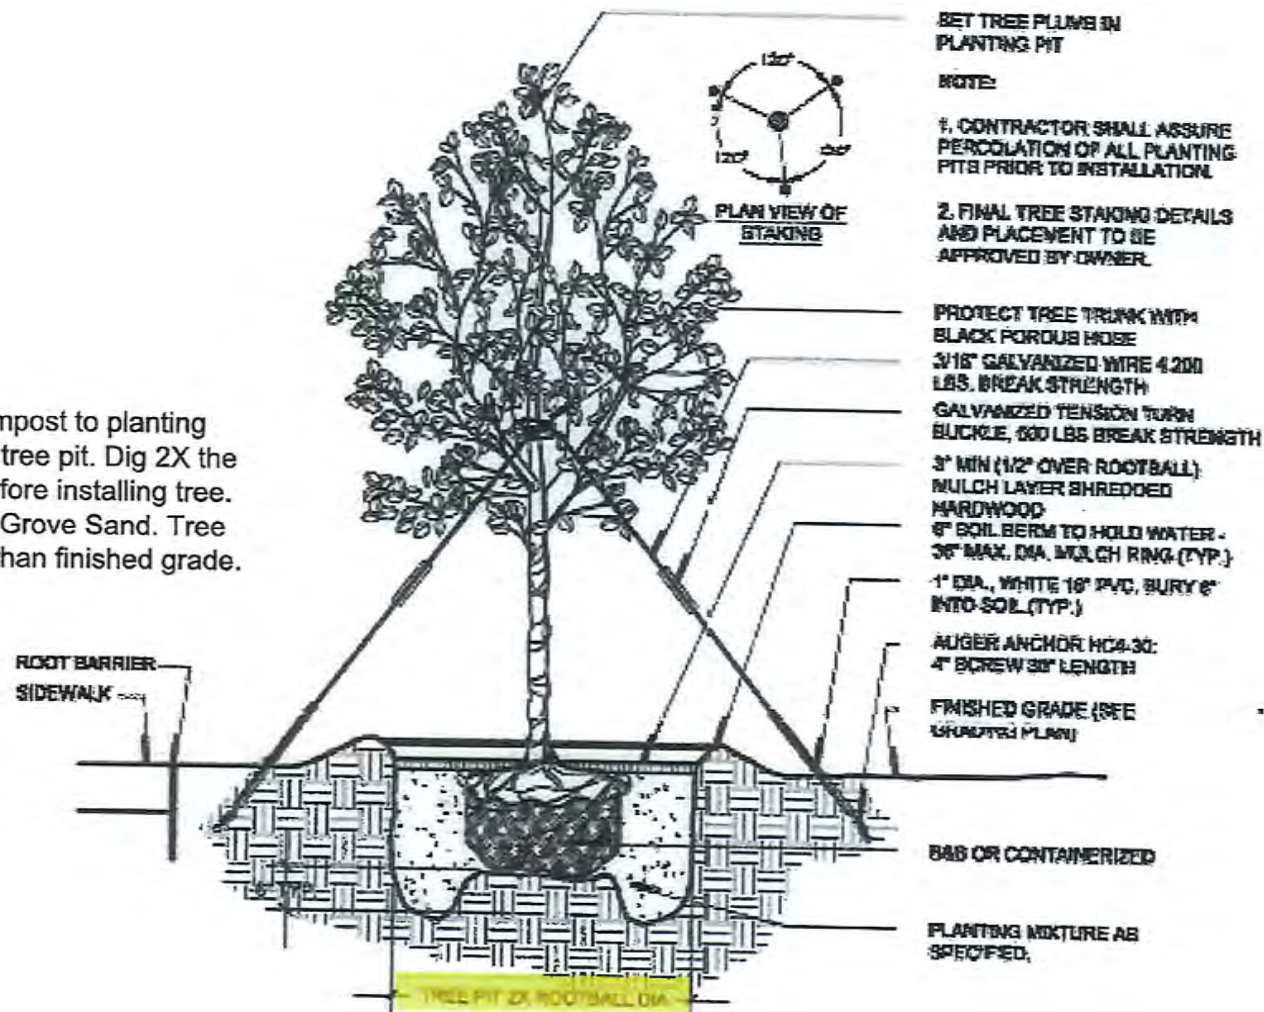 SET TREE PLUMB IN
PLANTING PIT
NOTE:
1. CONTRACTOR SHALL ASSURE
PERCOLATION OF ALL PLANTING
PITS PRIOR TO INSTALLATION.
2. FINAL TREE STAKING DETAILS
AND PLACEMENT TO BE
APPROVED BY OWNER.
120°
120°
120°
PLAN VIEW OF
STAKING
PROTECT TREE TRUNK WITH
BLACK POROUS HOSE
3/16" GALVANIZED WIRE 4,200
LBS. BREAK STRENGTH
GALVANIZED TENSION TURN
BUCKLE, 600 LBS BREAK STRENGTH
3" MIN (1/2" OVER ROOTBALL)
MULCH LAYER SHREDDED
HARDWOOD
6" SOIL BERM TO HOLD WATER -
36" MAX. DIA. MULCH RING (TYP.)
1" DIA., WHITE 18" PVC, BURY 6"
INTO SOIL (TYP.)
AUGER ANCHOR HC4-30:
4" SCREW 30" LENGTH
FINISHED GRADE (SEE
GRADING PLAN)
B&B OR CONTAINERIZED
PLANTING MIXTURE AS
SPECIFIED.
mpost to planting
tree pit. Dig 2X the
fore installing tree.
Grove Sand. Tree
han finished grade.
ROOT BARRIER
SIDEWALK
TREE PIT 2X ROOTBALL DIA